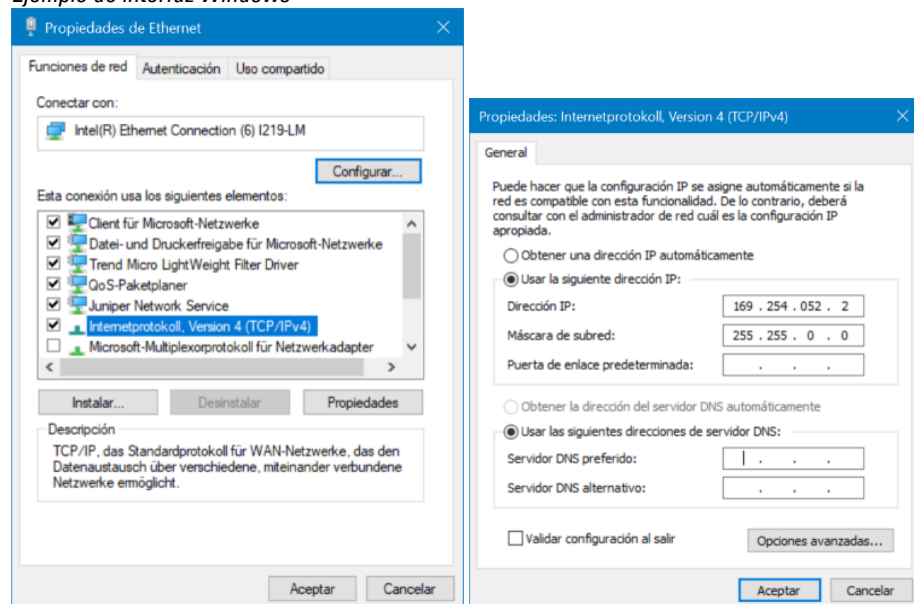 Ejemplo de interfaz Windows
Propiedades de Ethernet
Funciones de red
Autenticación
Uso compartido
Conectar con:
Intel(R) Ethernet Connection (6) I219-LM
Configurar...
Esta conexión usa los siguientes elementos:
Client für Microsoft-Netzwerke
Datei- und Druckerfreigabe für Microsoft-Netzwerke
Trend Micro LightWeight Filter Driver
QoS-Paketplaner
Juniper Network Service
Internetprotokoll, Version 4 (TCP/IPv4)
Microsoft-Multiplexorprotokoll für Netzwerkadapter
Instalar...
Desinstalar
Propiedades
Descripción
TCP/IP, das Standardprotokoll für WAN-Netzwerke, das den
Datenaustausch über verschiedene, miteinander verbundene
Netzwerke ermöglicht.
Aceptar
Cancelar
Propiedades: Internetprotokoll, Version 4 (TCP/IPv4)
General
Puede hacer que la configuración IP se asigne automáticamente si la
red es compatible con esta funcionalidad. De lo contrario, deberá
consultar con el administrador de red cuál es la configuración IP
apropiada.
Obtener una dirección IP automáticamente
Usar la siguiente dirección IP:
Dirección IP: 169 . 254 . 052 . 2
Máscara de subred: 255 . 255 . 0 . 0
Puerta de enlace predeterminada: . . .
Obtener la dirección del servidor DNS automáticamente
Usar las siguientes direcciones de servidor DNS:
Servidor DNS preferido: . . .
Servidor DNS alternativo: . . .
Validar configuración al salir
Opciones avanzadas...
Aceptar
Cancelar